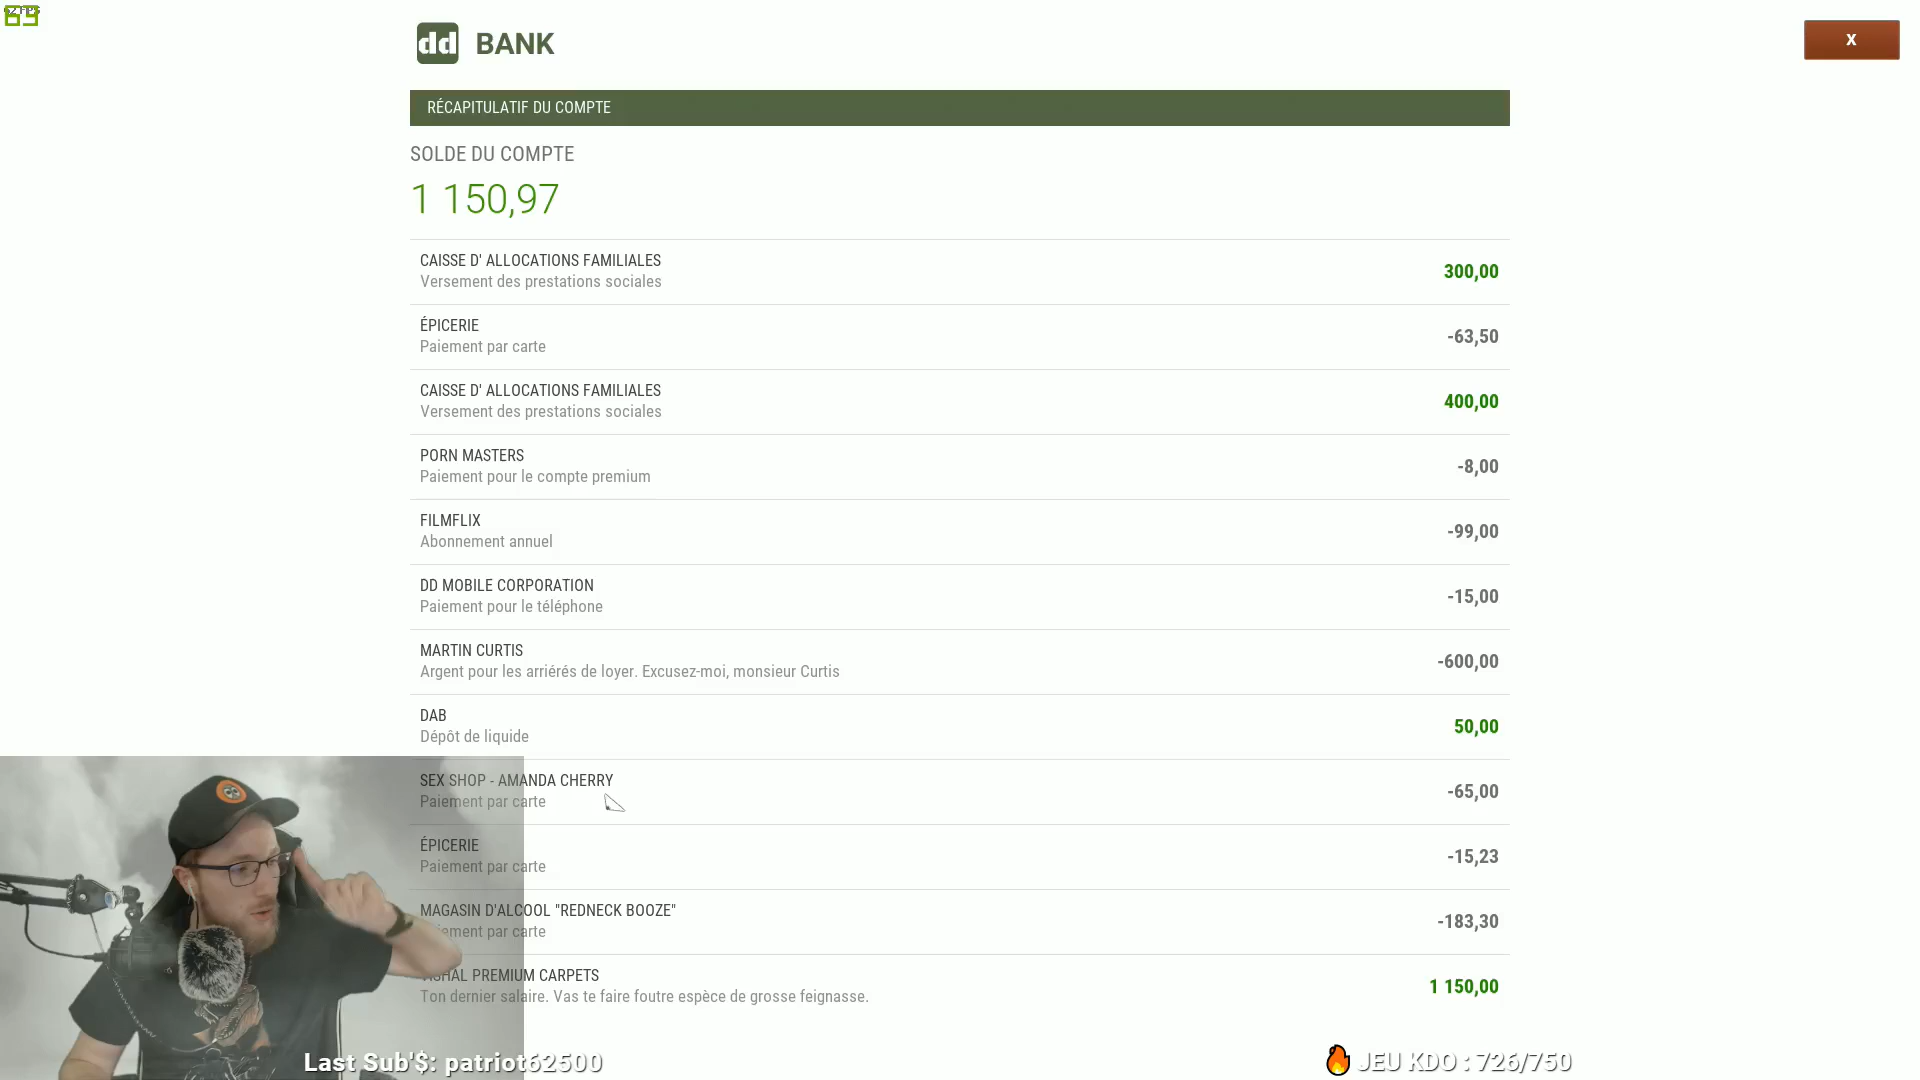 69
dd BANK
X
RÉCAPITULATIF DU COMPTE
SOLDE DU COMPTE
1 150,97
CAISSE D' ALLOCATIONS FAMILIALES
Versement des prestations sociales
300,00
ÉPICERIE
Paiement par carte
-63,50
CAISSE D' ALLOCATIONS FAMILIALES
Versement des prestations sociales
400,00
PORN MASTERS
Paiement pour le compte premium
-8,00
FILMFLIX
Abonnement annuel
-99,00
DD MOBILE CORPORATION
Paiement pour le téléphone
-15,00
MARTIN CURTIS
Argent pour les arriérés de loyer. Excusez-moi, monsieur Curtis
-600,00
DAB
Dépôt de liquide
50,00
SEX SHOP - AMANDA CHERRY
Paiement par carte
-65,00
ÉPICERIE
Paiement par carte
-15,23
MAGASIN D'ALCOOL "REDNECK BOOZE"
par carte
-183,30
PREMIUM CARPETS
Ton dernier salaire. Vas te faire foutre espèce de grosse feignasse.
1 150,00
Last Sub'$: patriot62500
JEU KDO : 726/750